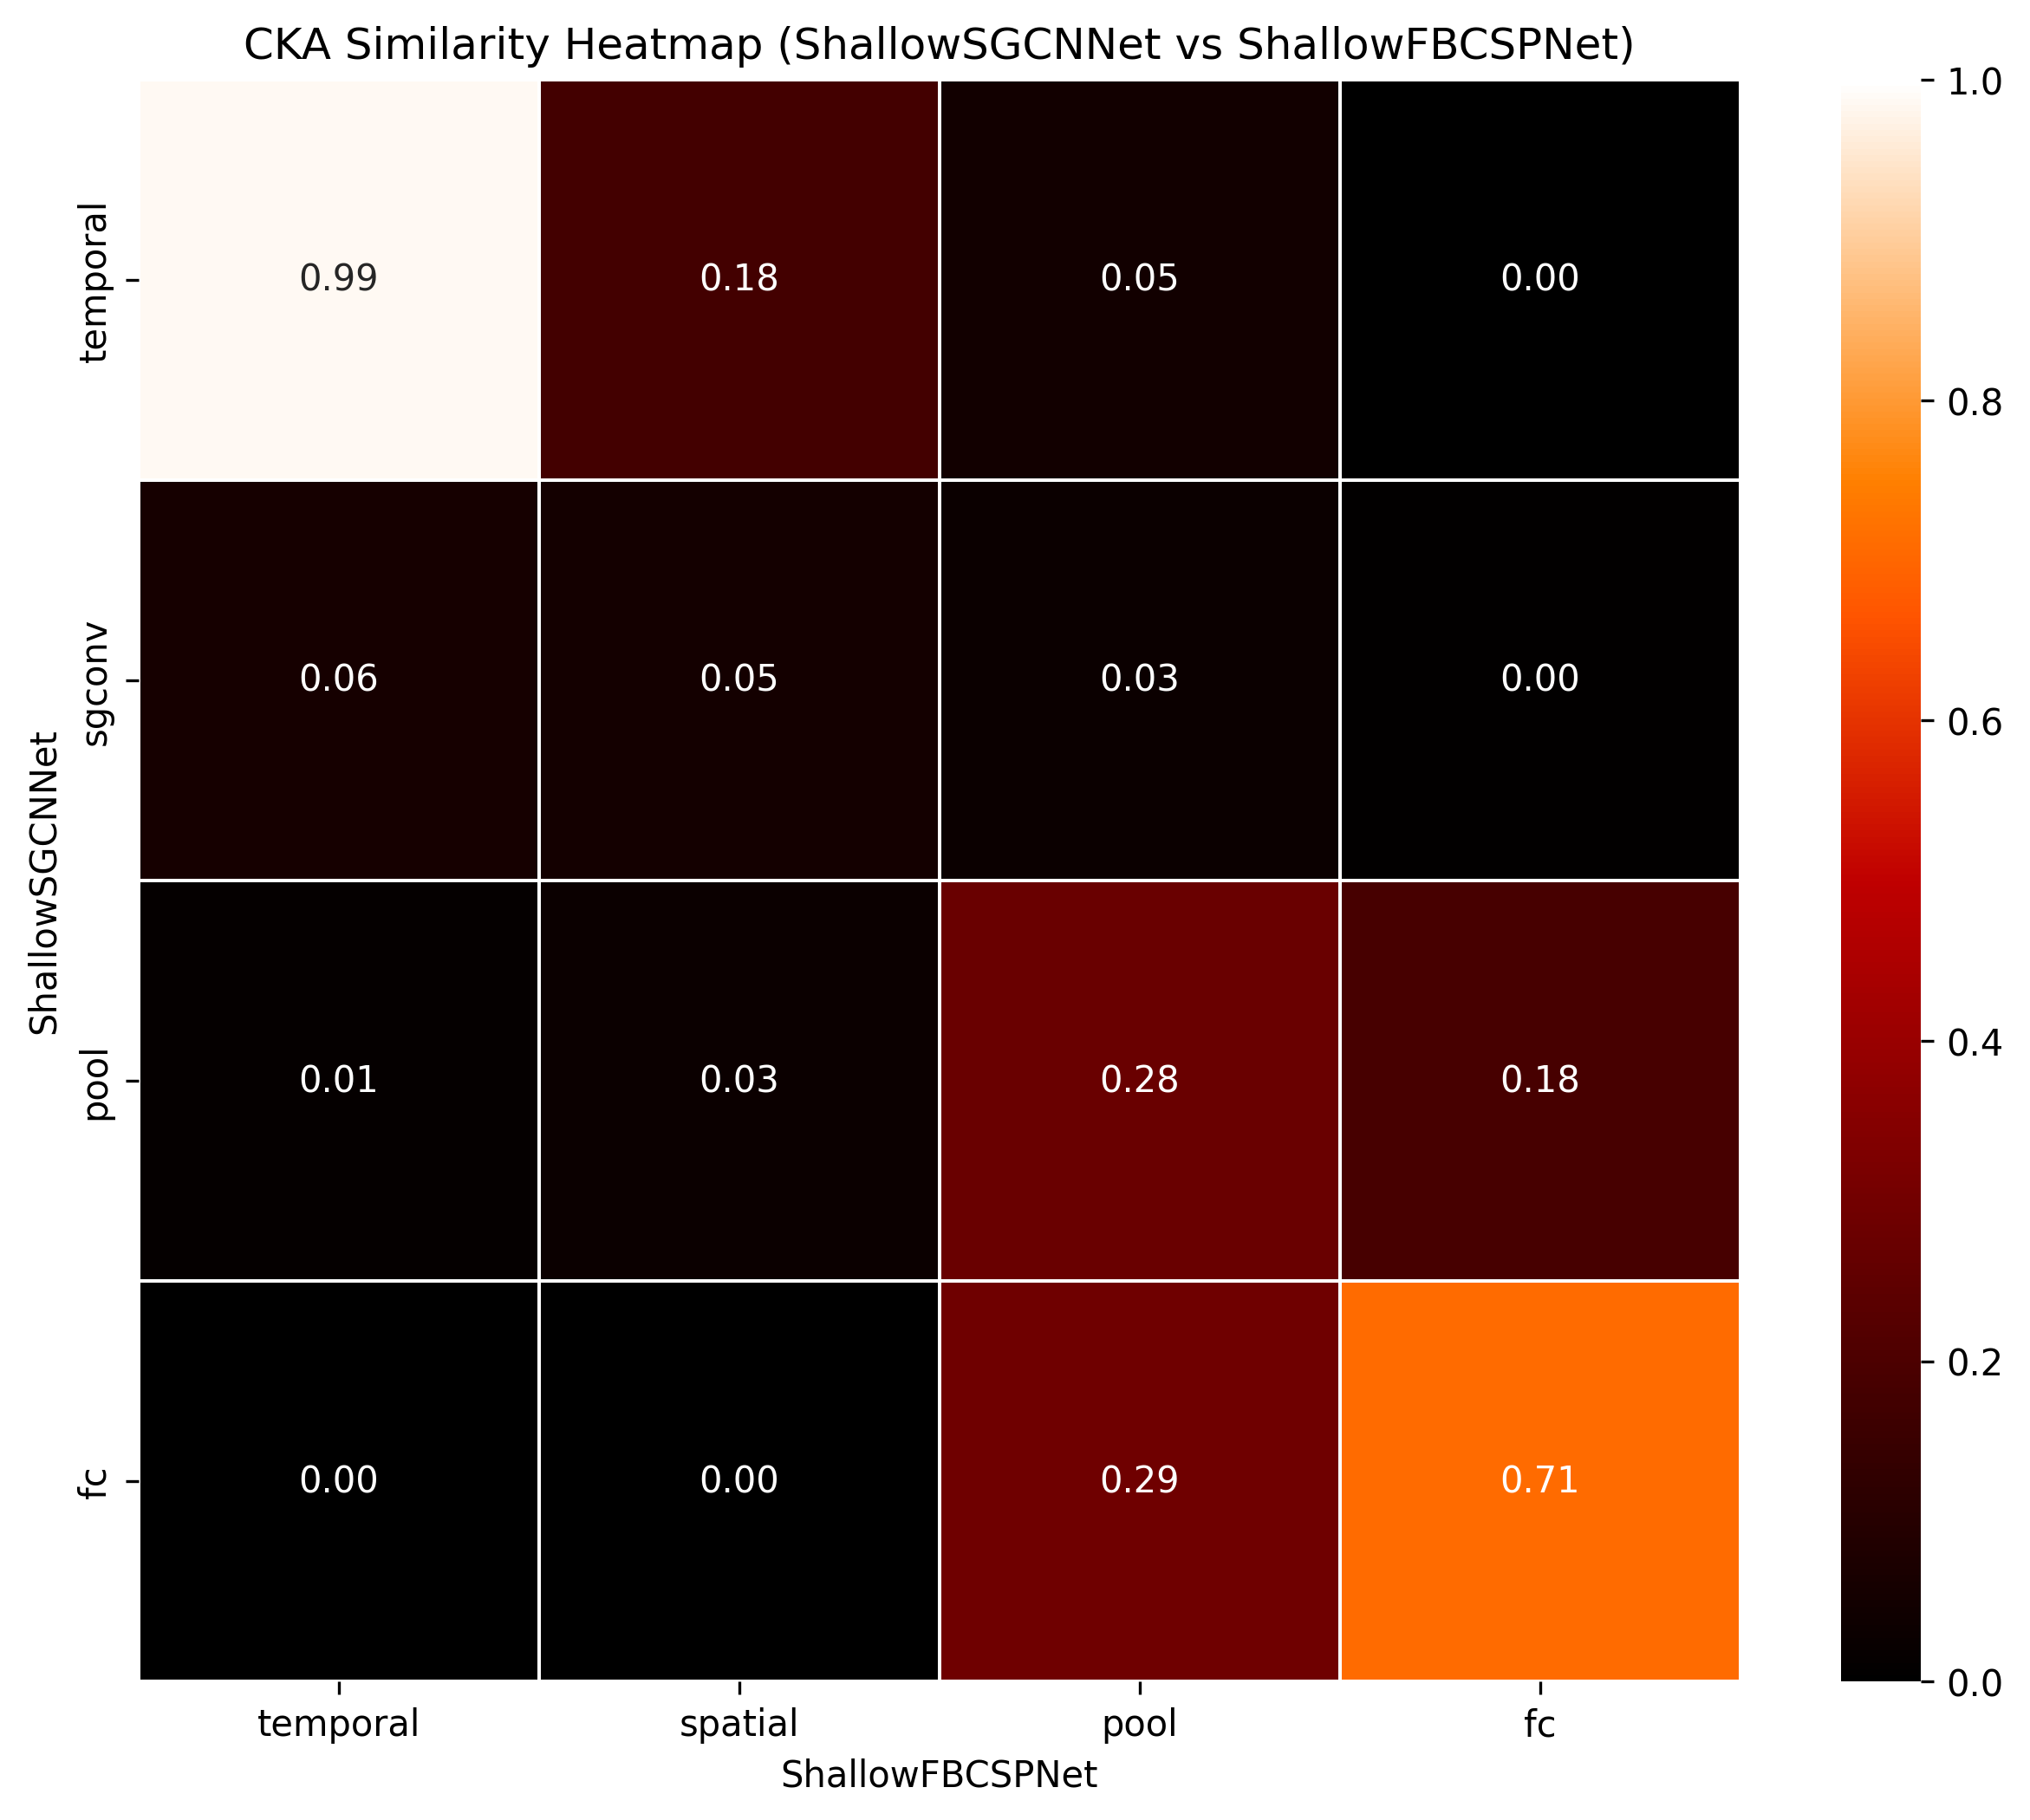 CKA Similarity Heatmap (ShallowSGCNNet vs ShallowFBCSPNet)
ShallowSGCNNet
temporal
0.99 0.18 0.05 0.00
sgconv
0.06 0.05 0.03 0.00
pool
0.01 0.03 0.28 0.18
fc
0.00 0.00 0.29 0.71
temporal spatial pool fc
ShallowFBCSPNet
1.0
0.8
0.6
0.4
0.2
0.0